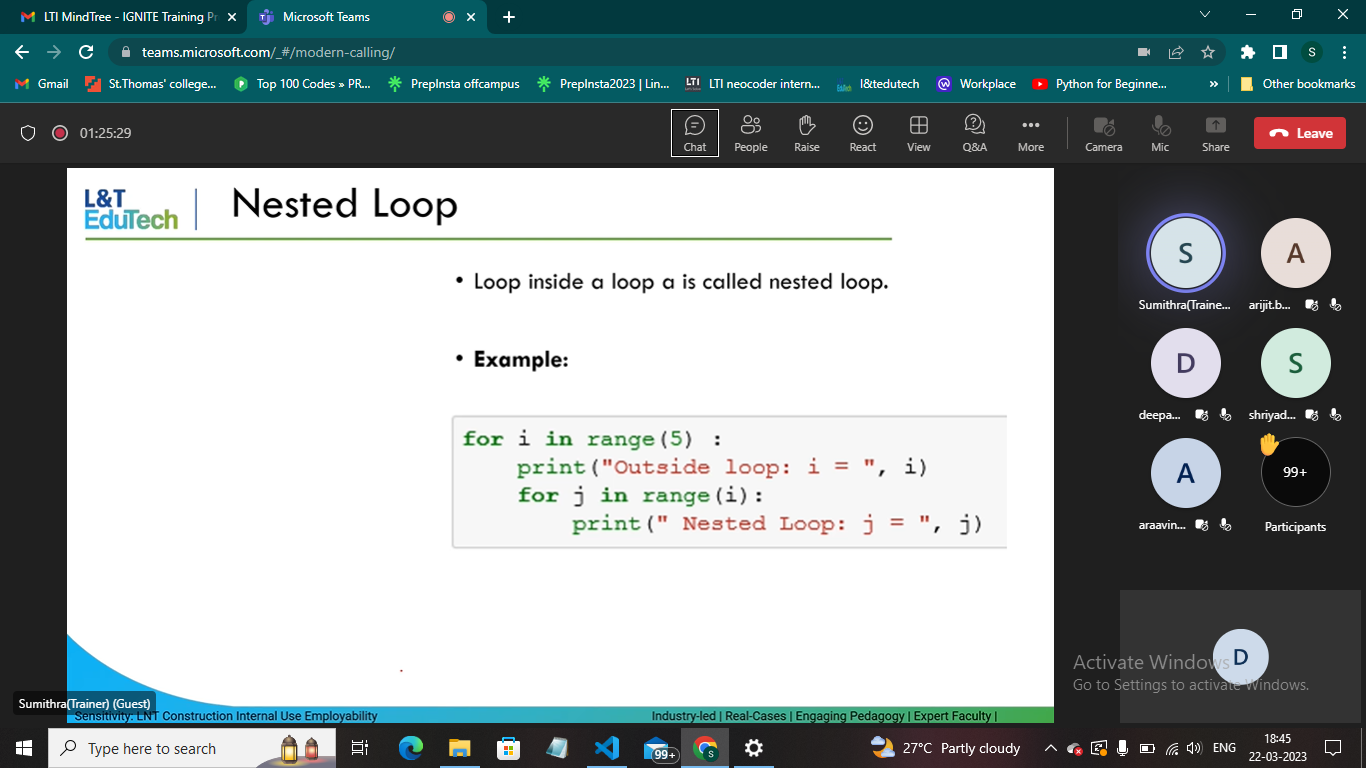 LTI MindTree - IGNITE Training Pr
Microsoft Teams
teams.microsoft.com/_#/modern-calling/
S
Gmail
St.Thomas' college...
Top 100 Codes » PR...
PrepInsta offcampus
PrepInsta2023 | Lin...
LTI neocoder intern...
l&tedutech
Workplace
Python for Beginne...
»
Other bookmarks
01:25:29
Chat
People
Raise
React
View
Q&A
More
Camera
Mic
Share
Leave
L&T
EduTech
Nested Loop
• Loop inside a loop a is called nested loop.
• Example:
for i in range(5) :
    print("Outside loop: i = ", i)
    for j in range(i):
        print(" Nested Loop: j = ", j)
S
A
Sumithra(Traine...
arijit.b...
D
S
deepa...
shriyad...
A
99+
araavin...
Participants
D
Activate Windows
Go to Settings to activate Windows.
Sumithra(Trainer) (Guest)
Sensitivity: LNT Construction Internal Use Employability
Industry-led | Real-Cases | Engaging Pedagogy | Expert Faculty |
Type here to search
99+
S
27°C Partly cloudy
ENG
18:45
22-03-2023